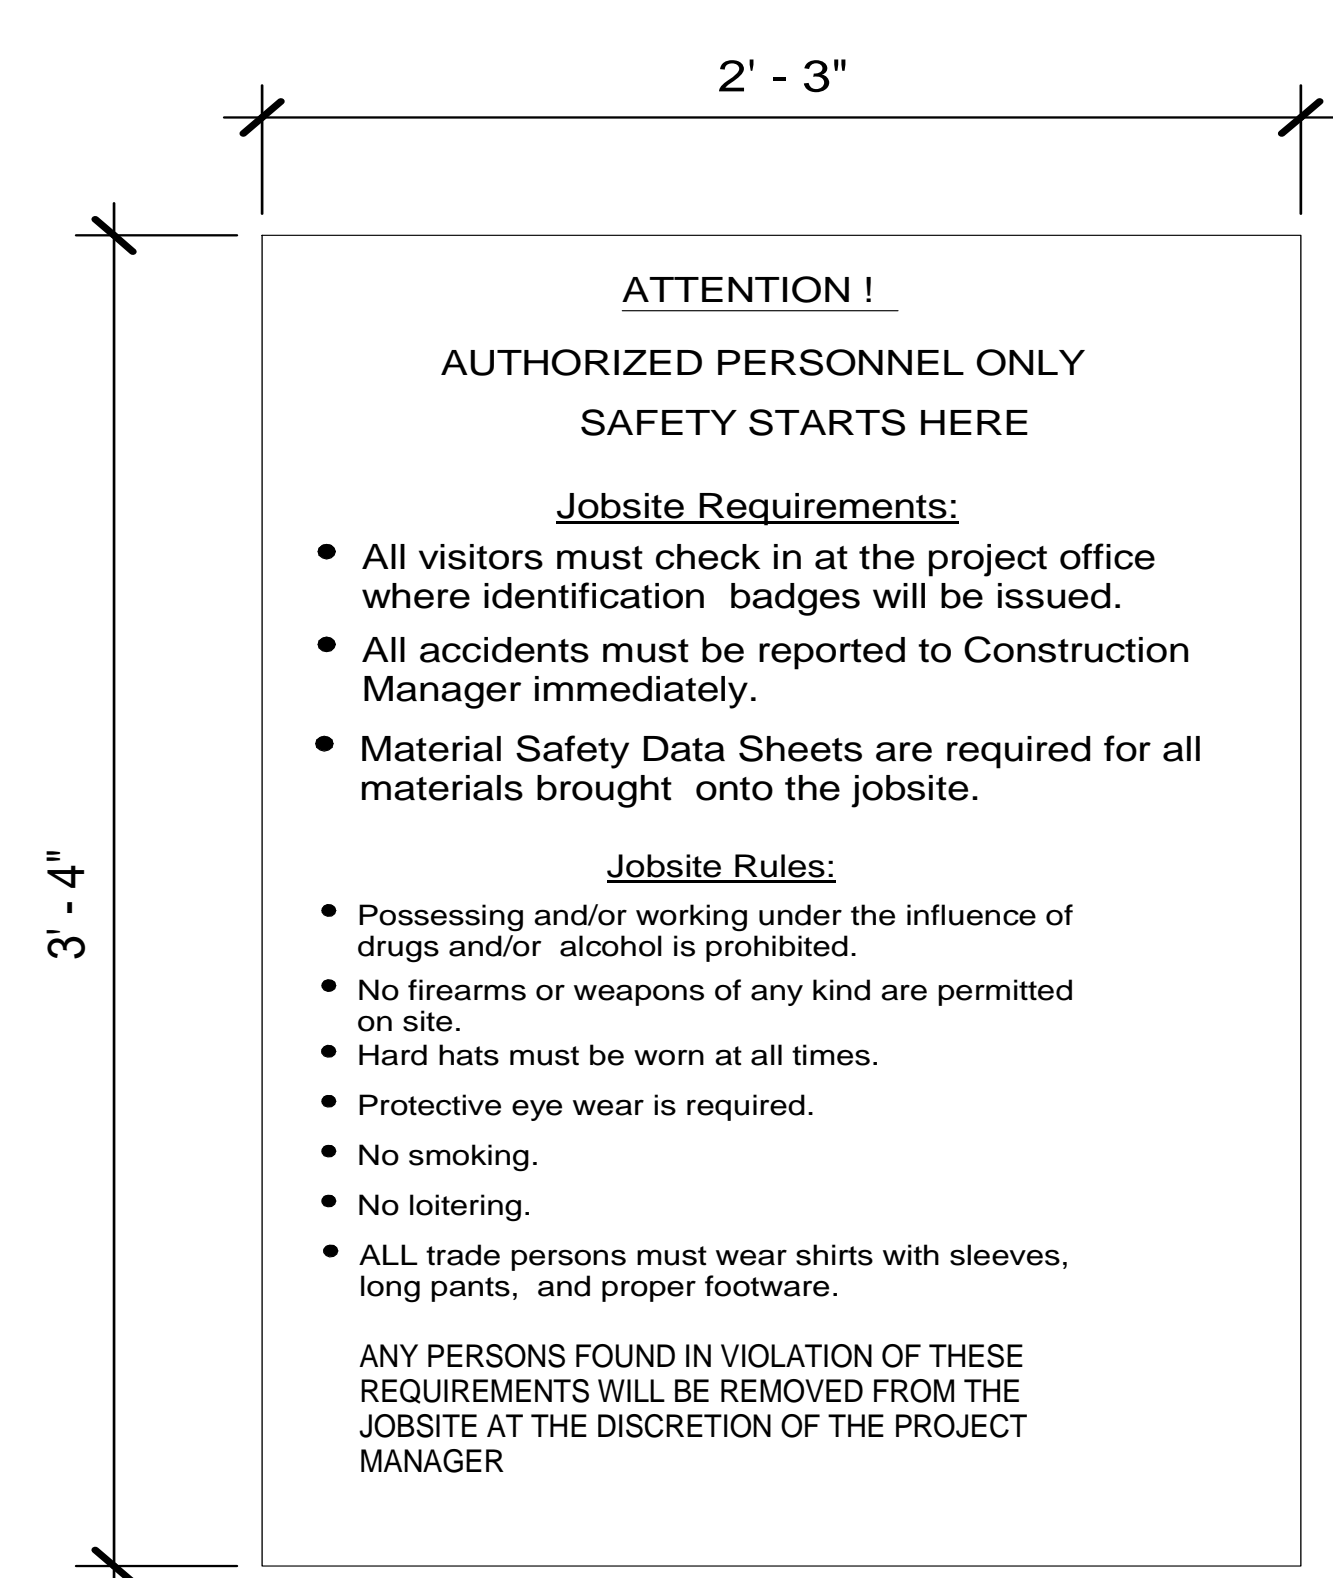 2' - 3"
3' - 4"
ATTENTION !
AUTHORIZED PERSONNEL ONLY
SAFETY STARTS HERE
Jobsite Requirements:
• All visitors must check in at the project office
where identification  badges will be issued.
• All accidents must be reported to Construction
Manager immediately.
• Material Safety Data Sheets are required for all
materials brought  onto the jobsite.
Jobsite Rules:
• Possessing and/or working under the influence of
drugs and/or  alcohol is prohibited.
• No firearms or weapons of any kind are permitted
on site.
• Hard hats must be worn at all times.
• Protective eye wear is required.
• No smoking.
• No loitering.
• ALL trade persons must wear shirts with sleeves,
long pants,  and proper footware.
ANY PERSONS FOUND IN VIOLATION OF THESE
REQUIREMENTS WILL BE REMOVED FROM THE
JOBSITE AT THE DISCRETION OF THE PROJECT
MANAGER